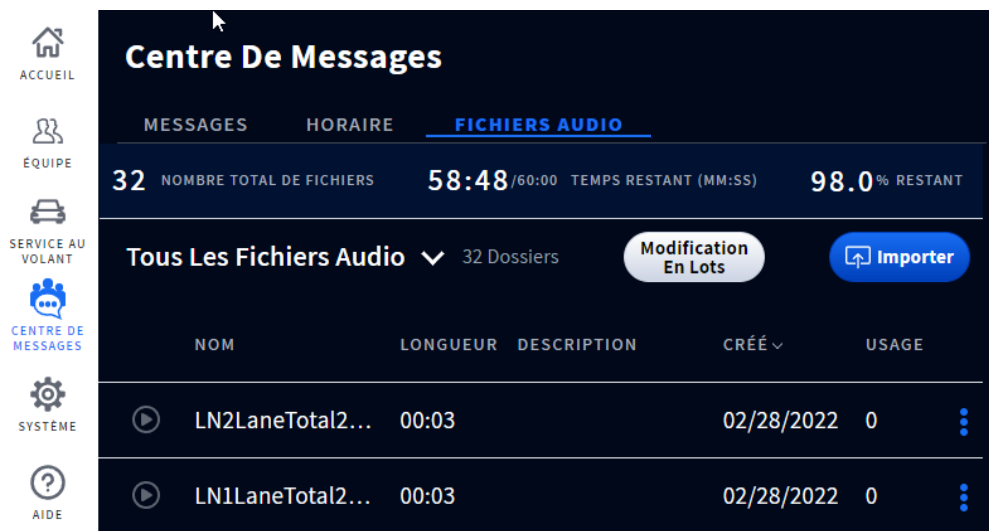 ACCUEIL
ÉQUIPE
SERVICE AU
VOLANT
CENTRE DE
MESSAGES
SYSTÈME
AIDE
Centre De Messages
MESSAGES HORAIRE FICHIERS AUDIO
32 NOMBRE TOTAL DE FICHIERS 58:48/60:00 TEMPS RESTANT (MM:SS) 98.0% RESTANT
Tous Les Fichiers Audio 32 Dossiers
Modification
En Lots
Importer
NOM LONGUEUR DESCRIPTION CRÉÉ USAGE
LN2LaneTotal2... 00:03 02/28/2022 0
LN1LaneTotal2... 00:03 02/28/2022 0